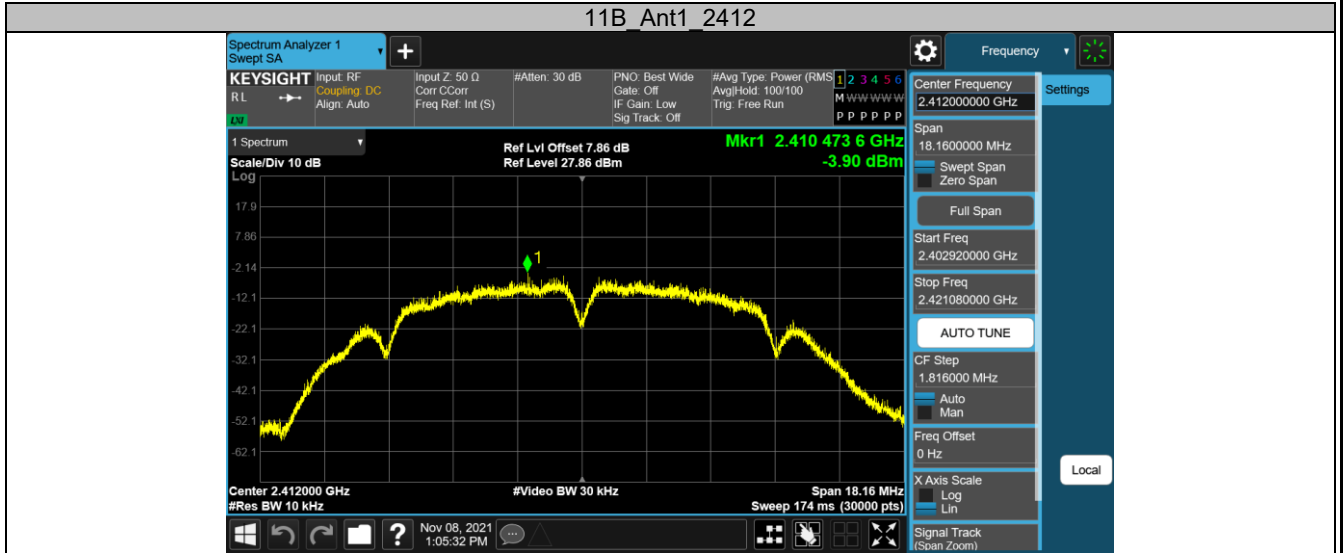 11B_Ant1_2412
Spectrum Analyzer 1
Swept SA
Frequency
KEYSIGHT
RL
LXI
Input: RF
Coupling: DC
Align: Auto
Input Z: 50 Ω
Corr CCorr
Freq Ref: Int (S)
#Atten: 30 dB
PNO: Best Wide
Gate: Off
IF Gain: Low
Sig Track: Off
#Avg Type: Power (RMS
Avg|Hold: 100/100
Trig: Free Run
1 2 3 4 5 6
M W W W W W
P P P P P P
1 Spectrum
Scale/Div 10 dB
Log
Ref Lvl Offset 7.86 dB
Ref Level 27.86 dBm
Mkr1 2.410 473 6 GHz
-3.90 dBm
17.9
7.86
-2.14
-12.1
-22.1
-32.1
-42.1
-52.1
-62.1
1
Center 2.412000 GHz
#Res BW 10 kHz
#Video BW 30 kHz
Span 18.16 MHz
Sweep 174 ms (30000 pts)
Nov 08, 2021
1:05:32 PM
Center Frequency
2.412000000 GHz
Span
18.1600000 MHz
Swept Span
Zero Span
Full Span
Start Freq
2.402920000 GHz
Stop Freq
2.421080000 GHz
AUTO TUNE
CF Step
1.816000 MHz
Auto
Man
Freq Offset
0 Hz
X Axis Scale
Log
Lin
Signal Track
(Span Zoom)
Settings
Local